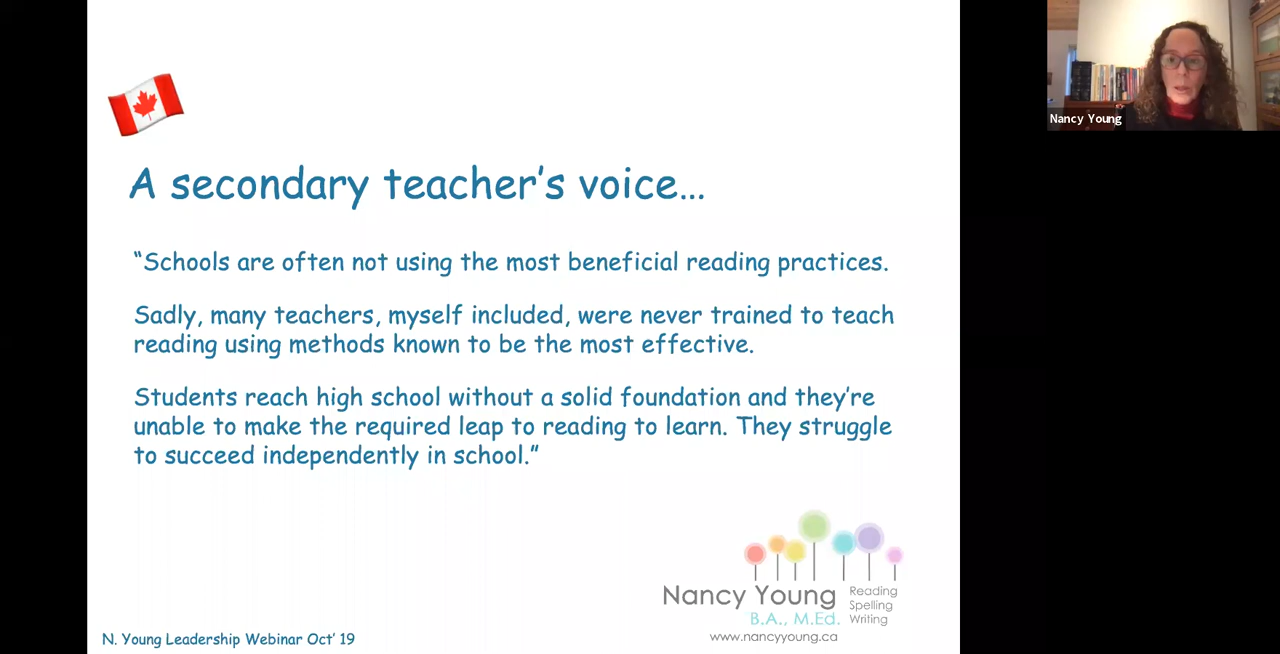 Nancy Young
A secondary teacher’s voice…
“Schools are often not using the most beneficial reading practices.
Sadly, many teachers, myself included, were never trained to teach
reading using methods known to be the most effective.
Students reach high school without a solid foundation and they’re
unable to make the required leap to reading to learn. They struggle
to succeed independently in school.”
Nancy Young
B.A., M.Ed.
Reading
Spelling
Writing
www.nancyyoung.ca
N. Young Leadership Webinar Oct’ 19